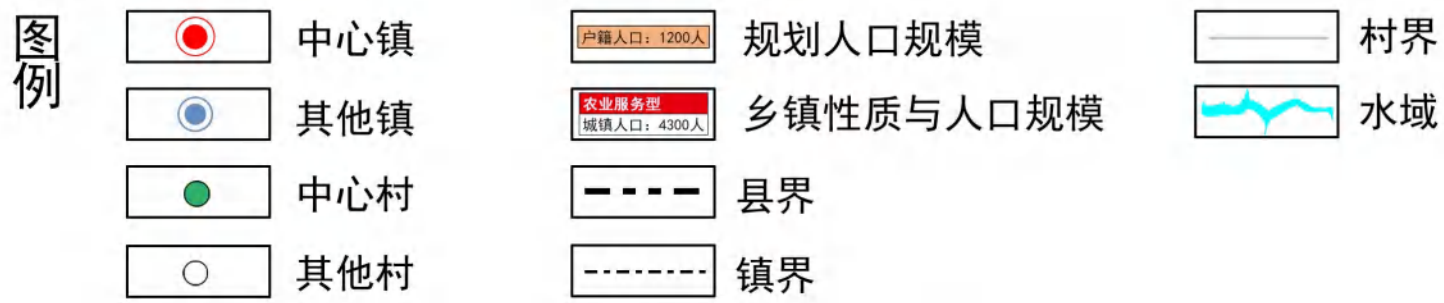 图例
中心镇
户籍人口：1200人
规划人口规模
村界
其他镇
农业服务型
城镇人口：4300人
乡镇性质与人口规模
水域
中心村
县界
其他村
镇界